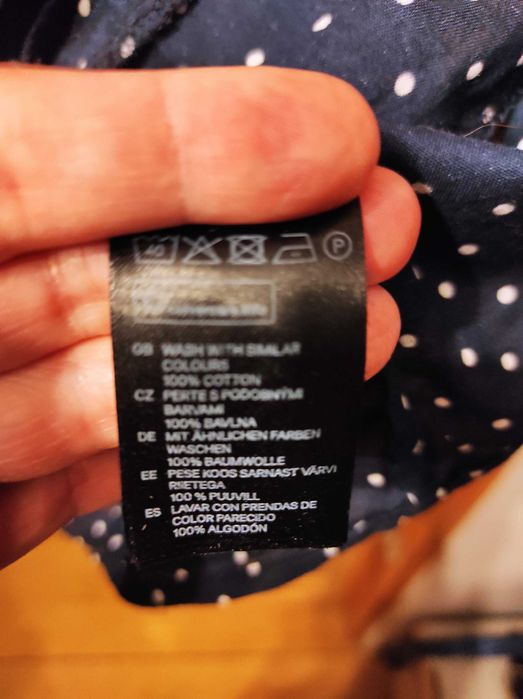 40 P
GB WASH WITH SIMILAR
COLOURS
100% COTTON
CZ PERTE S PODOBNÝMI
BARVAMI
100% BAVLNA
DE MIT ÄHNLICHEN FARBEN
WASCHEN
100% BAUMWOLLE
EE PESE KOOS SARNAST VÄRVI
RIIETEGA
100 % PUUVILL
ES LAVAR CON PRENDAS DE
COLOR PARECIDO
100% ALGODÓN